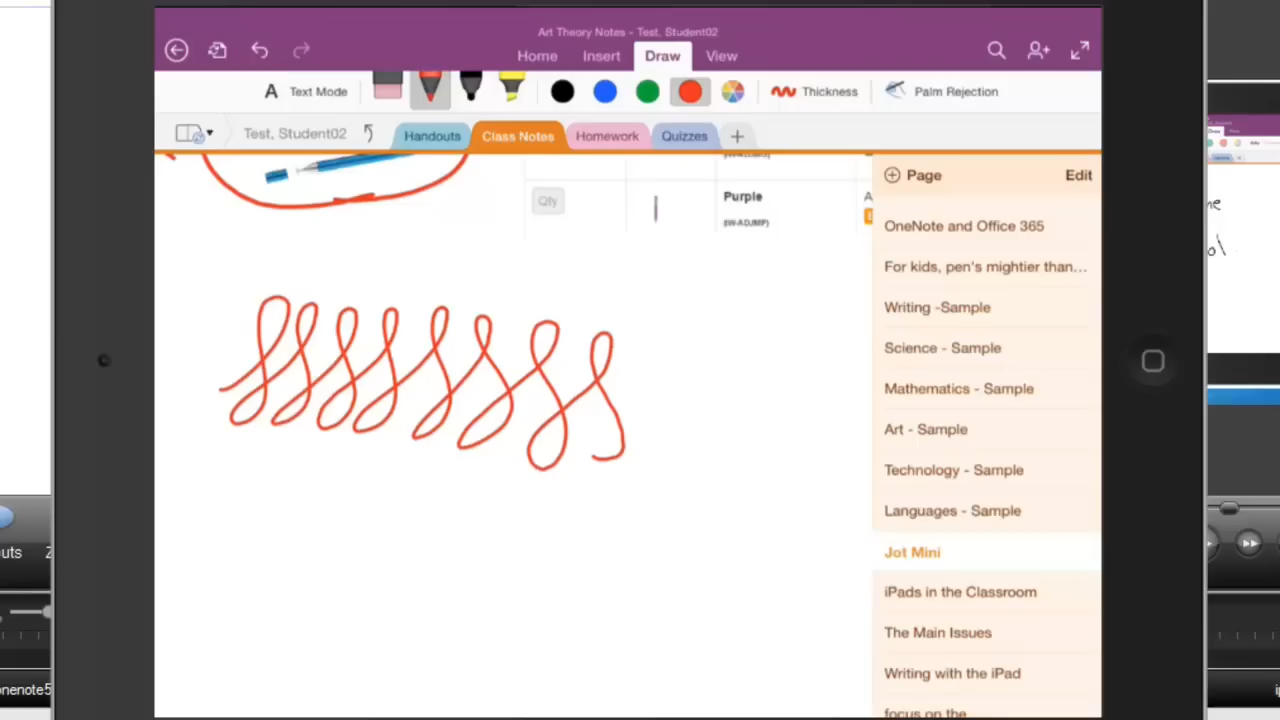 Art Theory Notes - Test, Student02
Home Insert Draw View
A Text Mode Thickness Palm Rejection
Test, Student02 Handouts Class Notes Homework Quizzes +
Page Edit
Qty Purple
(IW-ADJMP)
OneNote and Office 365
For kids, pen's mightier than...
Writing -Sample
Science - Sample
Mathematics - Sample
Art - Sample
Technology - Sample
Languages - Sample
Jot Mini
iPads in the Classroom
The Main Issues
Writing with the iPad
focus on the